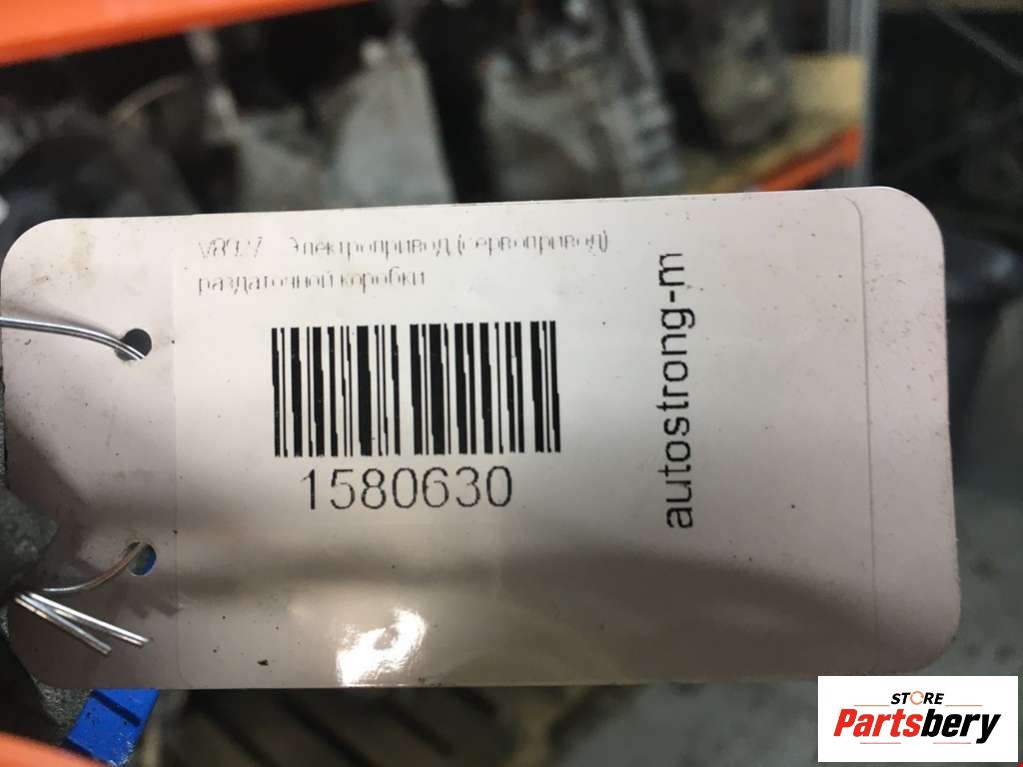 Электропривод (сервопривод)
раздаточной коробки
1580630
autostrong-m
STORE
Partsbery